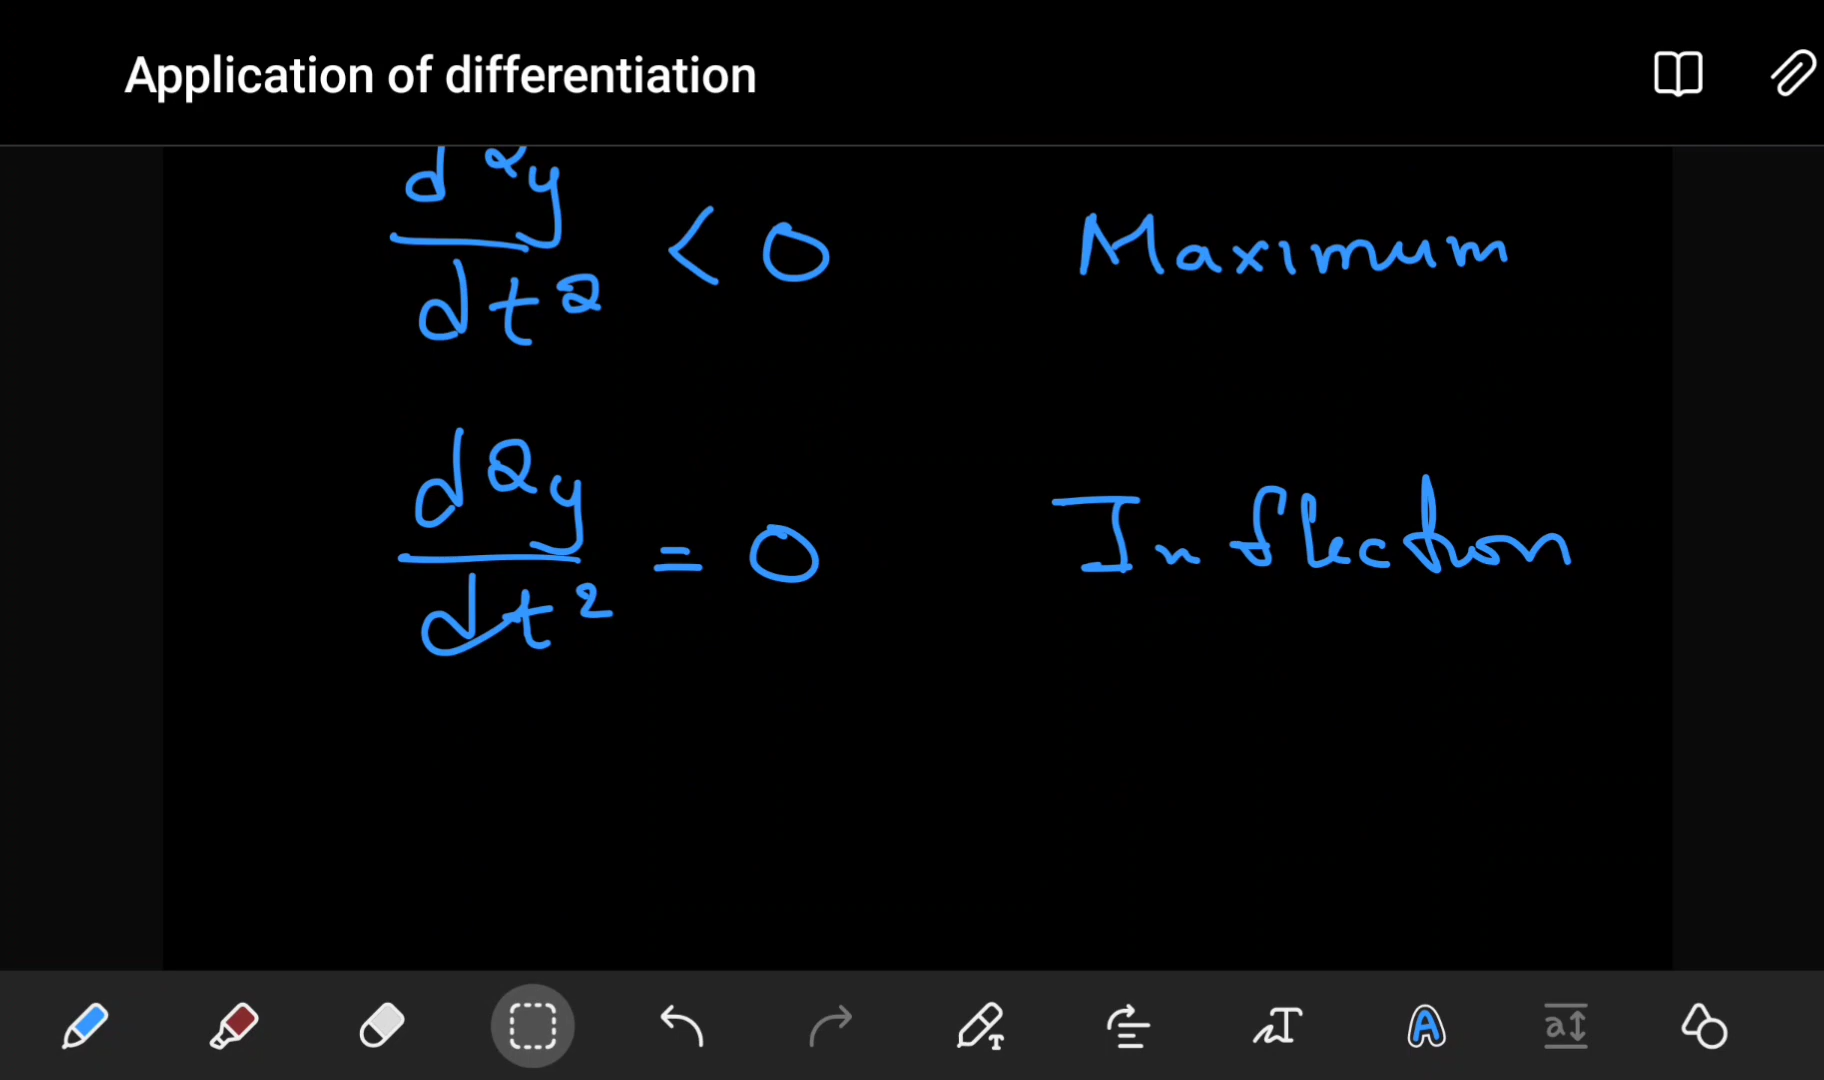 Application of differentiation
d²y/dt² < 0 Maximum
d²y/dt² = 0 Inflection
T
T
A
a